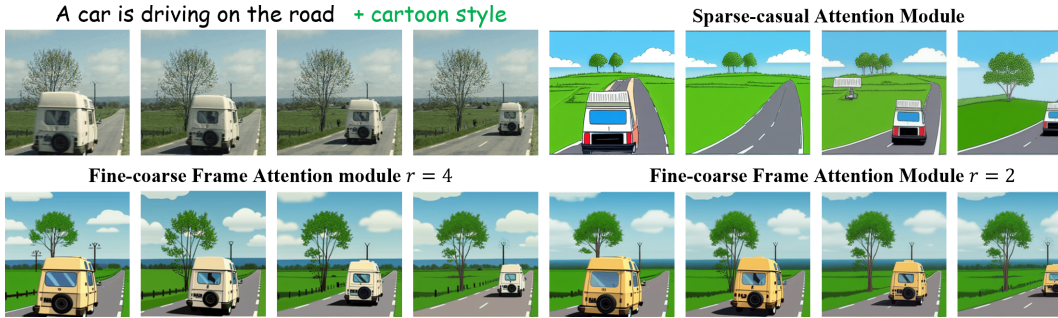 A car is driving on the road + cartoon style
Sparse-casual Attention Module
Fine-coarse Frame Attention module r = 4
Fine-coarse Frame Attention Module r = 2